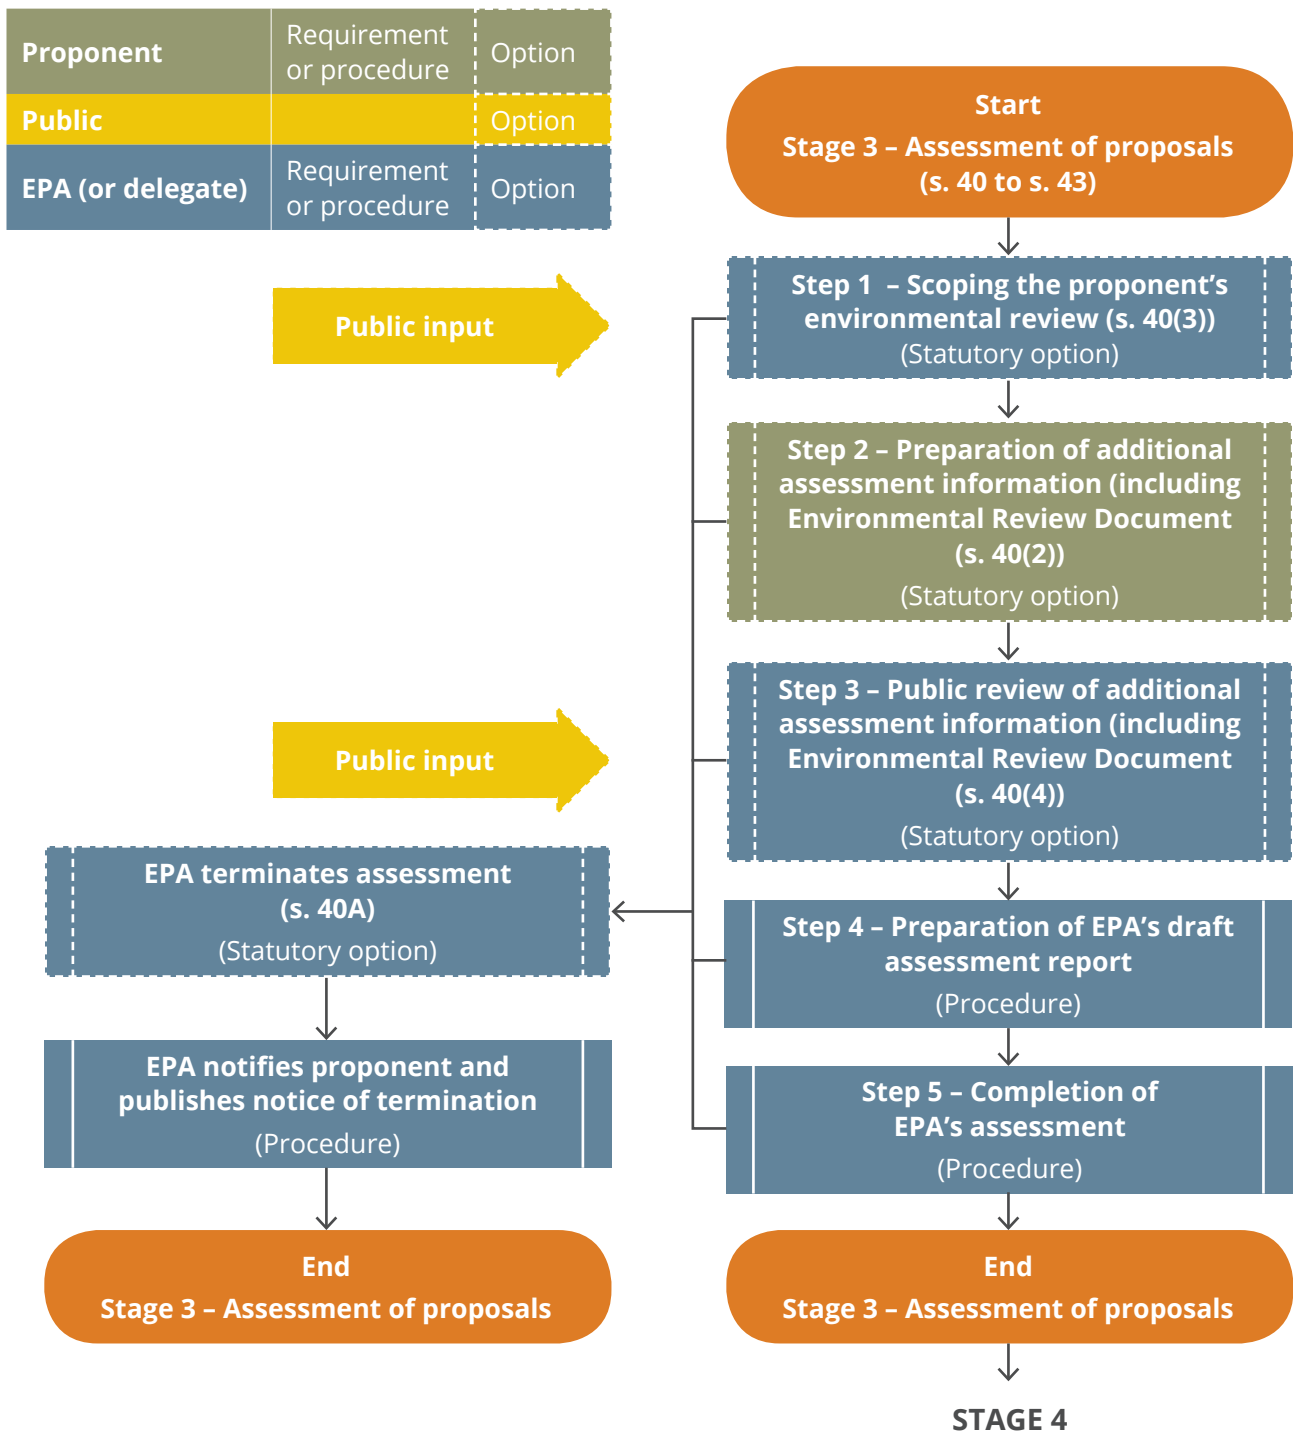 Proponent
Requirement
or procedure
Option
Public
Option
EPA (or delegate)
Requirement
or procedure
Option
Start
Stage 3 – Assessment of proposals
(s. 40 to s. 43)
Public input
Step 1 – Scoping the proponent’s
environmental review (s. 40(3))
(Statutory option)
Step 2 – Preparation of additional
assessment information (including
Environmental Review Document
(s. 40(2))
(Statutory option)
Public input
Step 3 – Public review of additional
assessment information (including
Environmental Review Document
(s. 40(4))
(Statutory option)
EPA terminates assessment
(s. 40A)
(Statutory option)
Step 4 – Preparation of EPA’s draft
assessment report
(Procedure)
EPA notifies proponent and
publishes notice of termination
(Procedure)
Step 5 – Completion of
EPA’s assessment
(Procedure)
End
Stage 3 – Assessment of proposals
End
Stage 3 – Assessment of proposals
STAGE 4